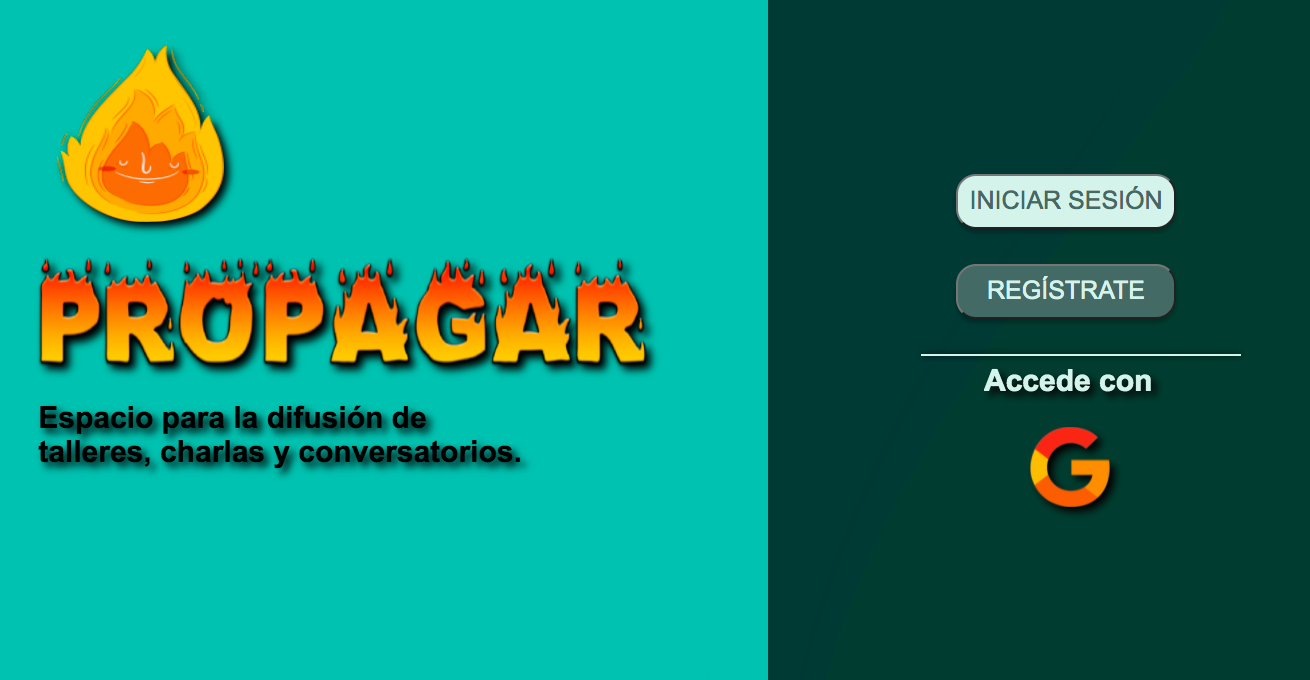 PROPAGAR
Espacio para la difusión de
talleres, charlas y conversatorios.
INICIAR SESIÓN
REGÍSTRATE
Accede con
G